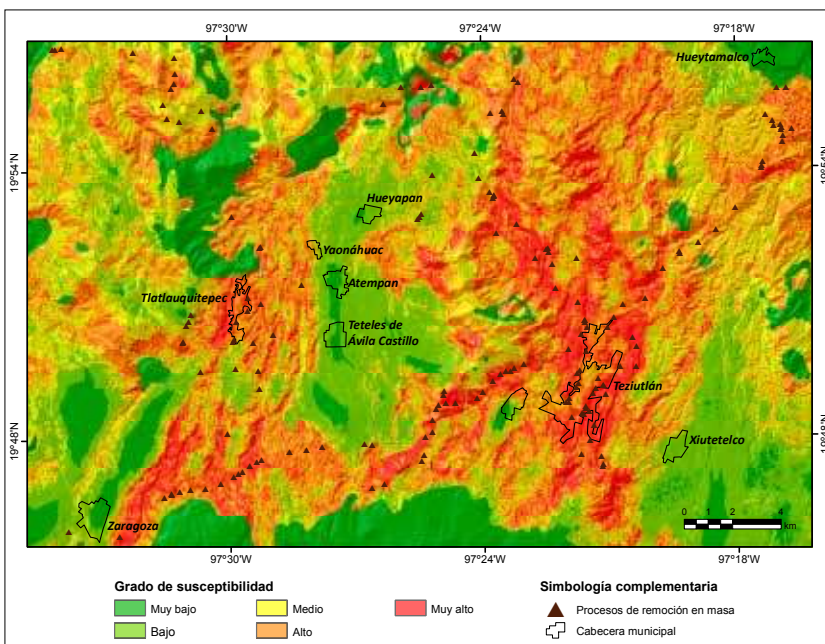 97°30'W
97°24'W
97°18'W
Hueytamalco
19°54'N
19°54'N
Hueyapan
Yaonáhuac
Atempan
Tlatlauquitepec
Teteles de
Ávila Castillo
Teziutlán
19°48'N
19°48'N
Xiutetelco
Zaragoza
0 1 2 4
km
97°30'W
97°24'W
97°18'W
Grado de susceptibilidad
Simbología complementaria
Muy bajo
Medio
Muy alto
Procesos de remoción en masa
Bajo
Alto
Cabecera municipal